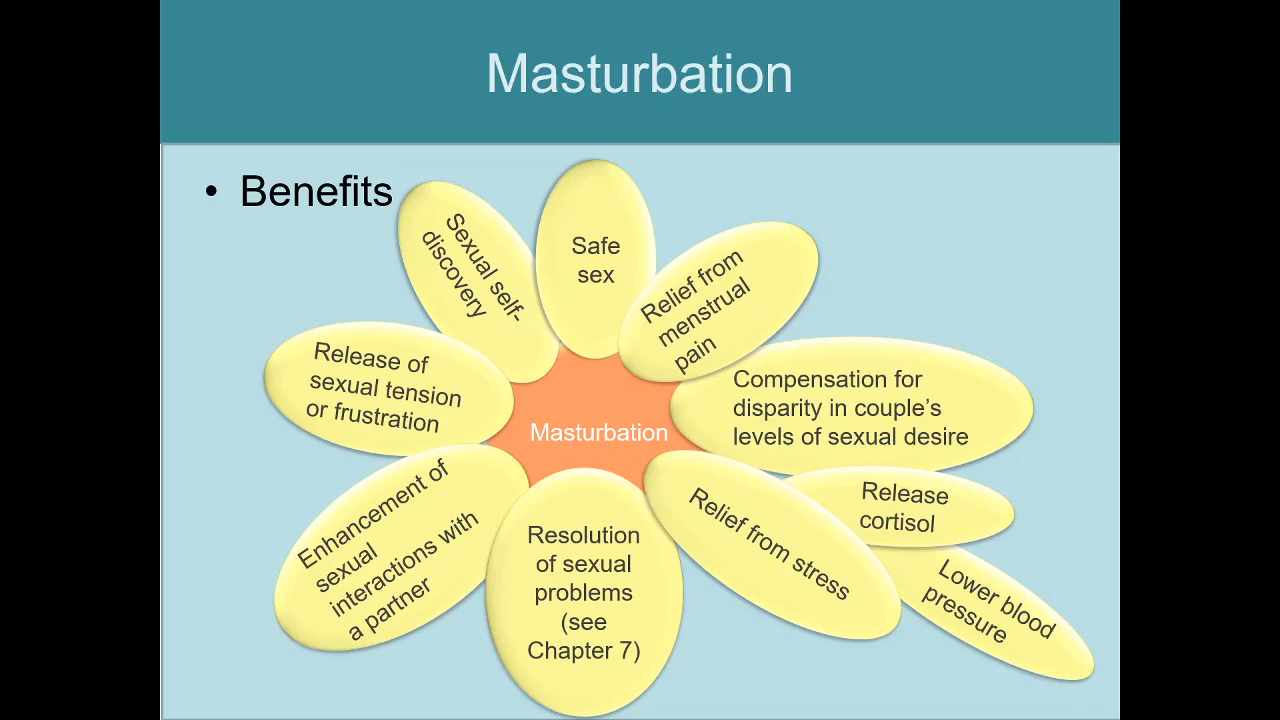 Masturbation
• Benefits
Sexual self-
discovery
Safe
sex
Relief from
menstrual
pain
Release of
sexual tension
or frustration
Compensation for
disparity in couple’s
levels of sexual desire
Masturbation
Enhancement of
sexual
interactions with
a partner
Resolution
of sexual
problems
(see
Chapter 7)
Relief from stress
Release
cortisol
Lower blood
pressure